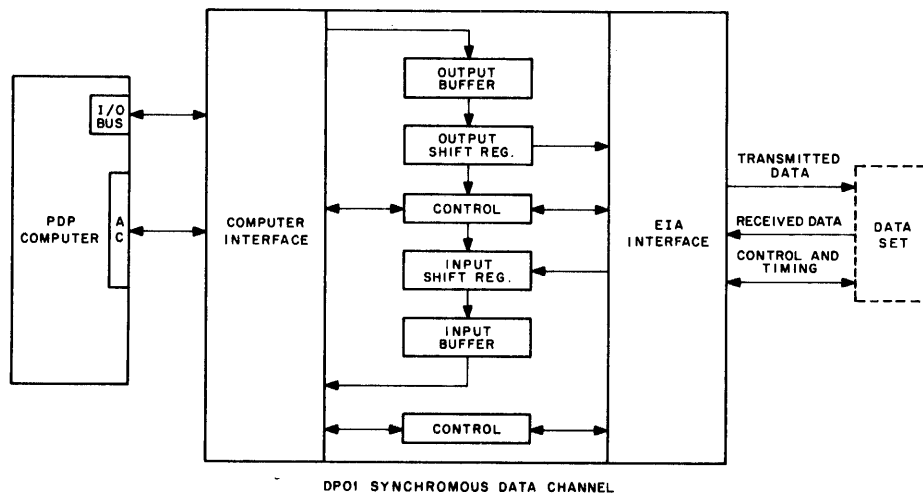 PDP
COMPUTER
I/O
BUS
A
C
COMPUTER
INTERFACE
OUTPUT
BUFFER
OUTPUT
SHIFT REG.
CONTROL
INPUT
SHIFT REG.
INPUT
BUFFER
CONTROL
EIA
INTERFACE
TRANSMITTED
DATA
RECEIVED DATA
CONTROL AND
TIMING
DATA
SET
DP01 SYNCHROMOUS DATA CHANNEL